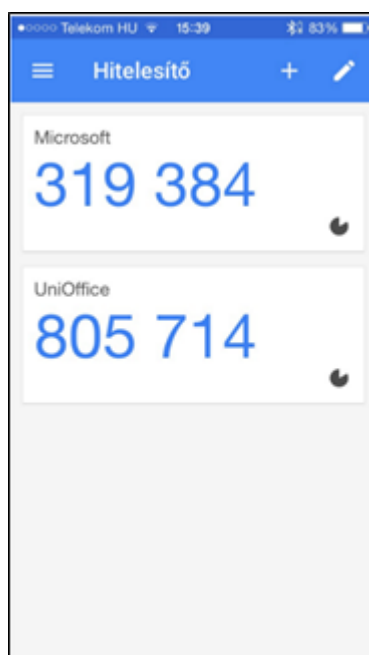 Telekom HU 15:39 83%
Hitelesítő
Microsoft
319 384
UniOffice
805 714